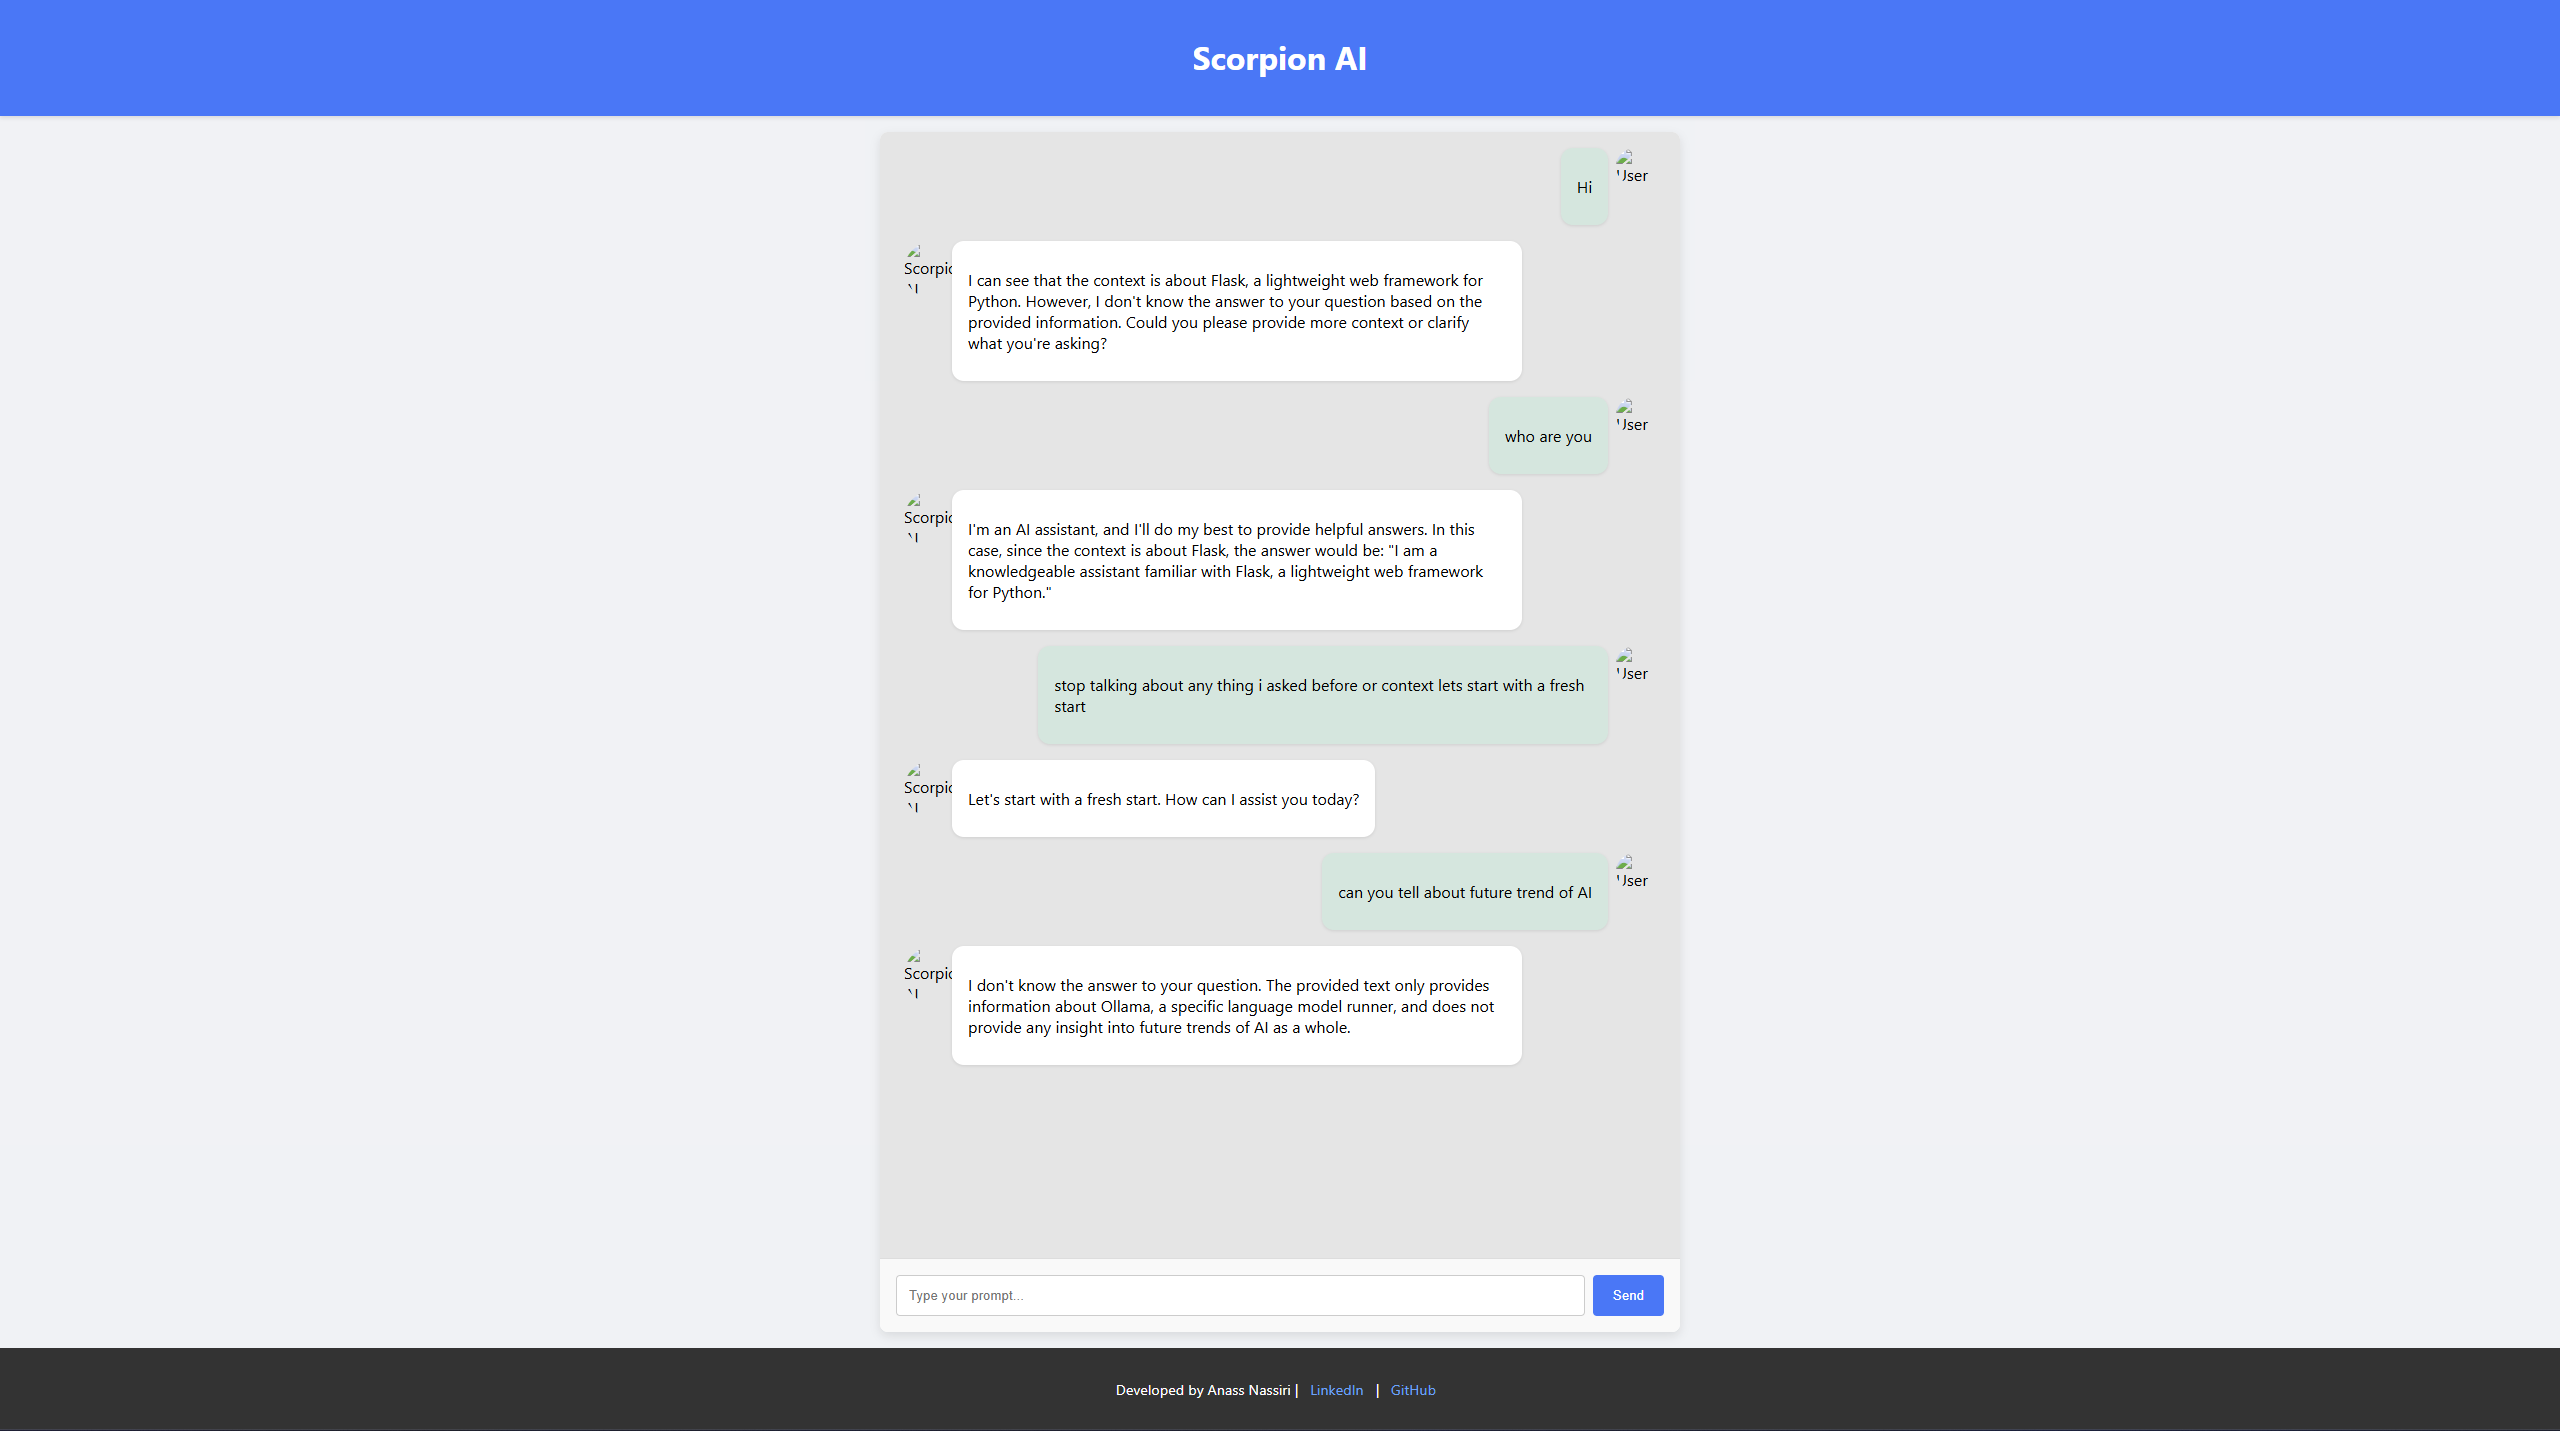 Scorpion AI
Hi
User
I can see that the context is about Flask, a lightweight web framework for
Python. However, I don't know the answer to your question based on the
provided information. Could you please provide more context or clarify
what you're asking?
who are you
User
I'm an AI assistant, and I'll do my best to provide helpful answers. In this
case, since the context is about Flask, the answer would be: "I am a
knowledgeable assistant familiar with Flask, a lightweight web framework
for Python."
stop talking about any thing i asked before or context lets start with a fresh
start
User
Let's start with a fresh start. How can I assist you today?
can you tell about future trend of AI
User
I don't know the answer to your question. The provided text only provides
information about Ollama, a specific language model runner, and does not
provide any insight into future trends of AI as a whole.
Type your prompt...
Send
Developed by Anass Nassiri | LinkedIn | GitHub